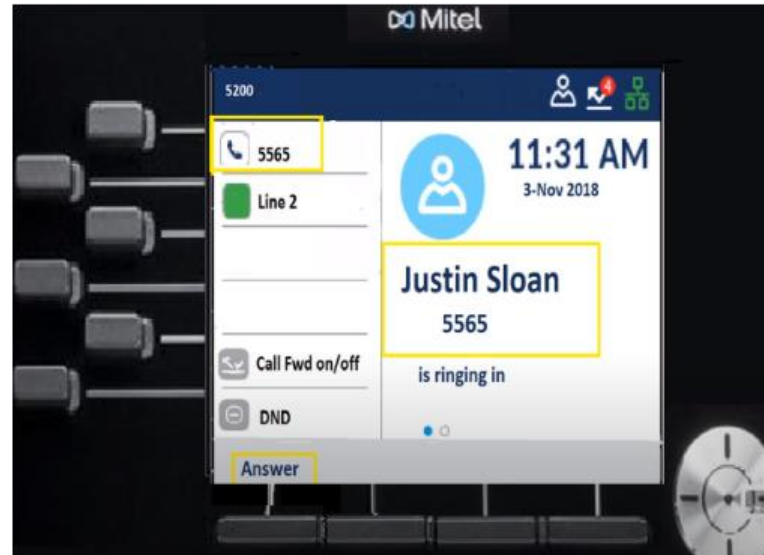 Mitel
5200
4
5565
Line 2
Call Fwd on/off
DND
11:31 AM
3-Nov 2018
Justin Sloan
5565
is ringing in
Answer